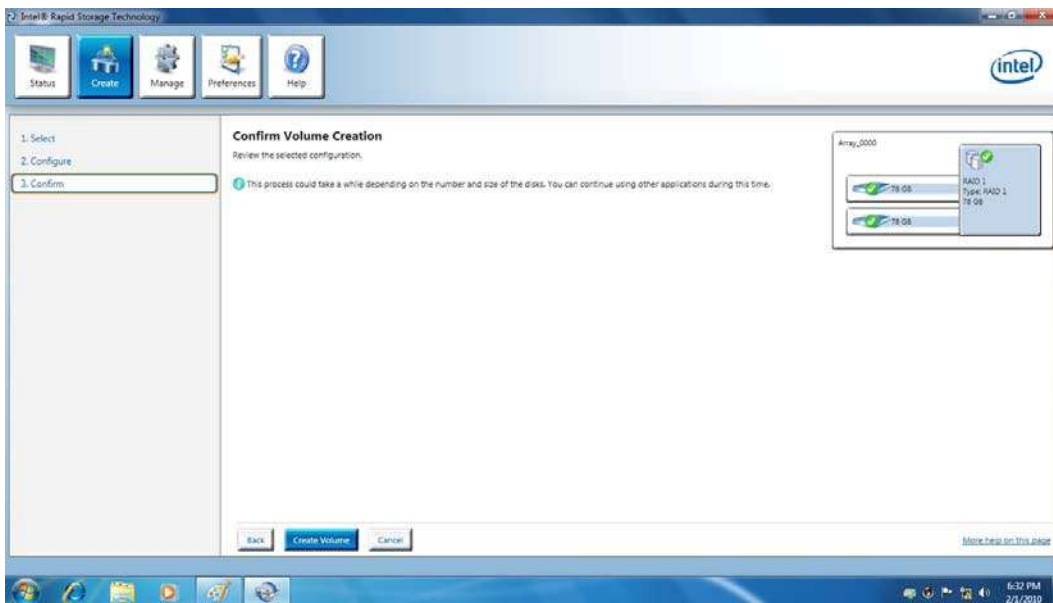 Intel® Rapid Storage Technology
Status
Create
Manage
Preferences
Help
intel
1. Select
2. Configure
3. Confirm
Confirm Volume Creation
Review the selected configuration.
This process could take a while depending on the number and size of the disks. You can continue using other applications during this time.
Array_0000
78 GB
78 GB
RAID 1
Type: RAID 1
78 GB
Back
Create Volume
Cancel
More help on this page
6:32 PM
2/1/2010